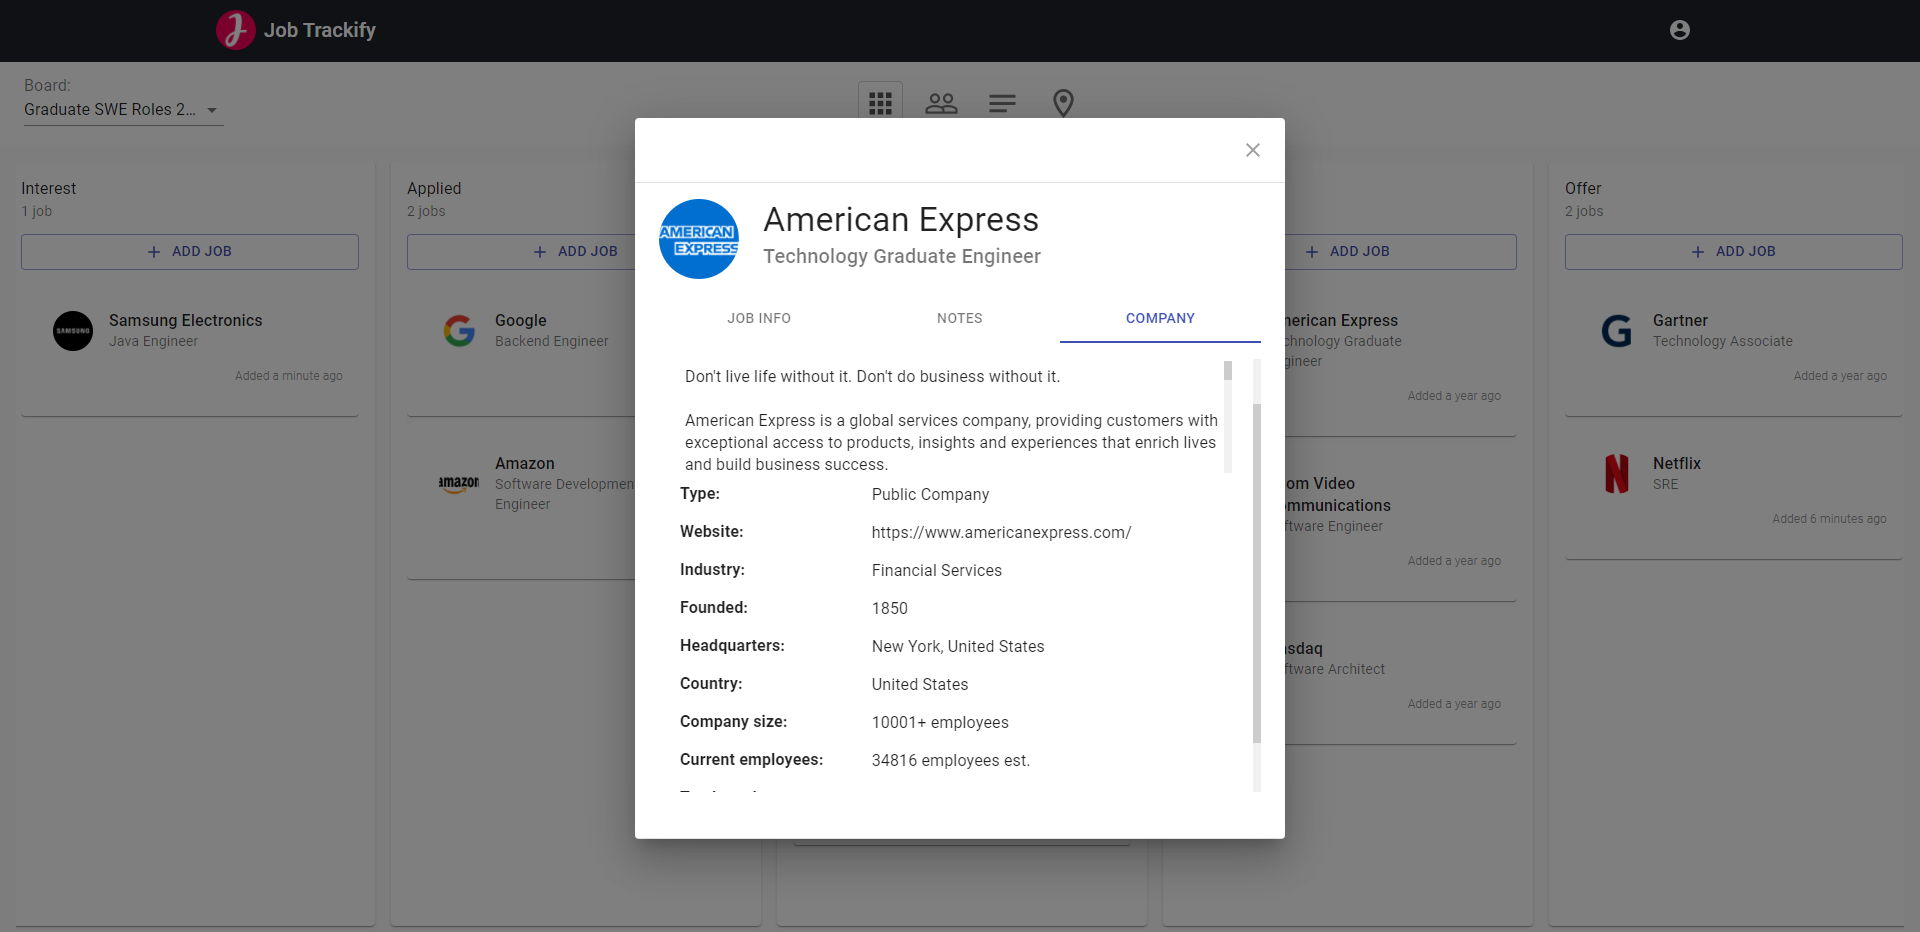 Job Trackify
Board:
Graduate SWE Roles 2...
Interest
1 job
ADD JOB
SAMSUNG
Samsung Electronics
Java Engineer
Added a minute ago
Applied
2 jobs
ADD JOB
Google
Backend Engineer
amazon
Amazon
Software Developmen
Engineer
AMERICAN
EXPRESS
American Express
Technology Graduate Engineer
JOB INFO
NOTES
COMPANY
Don't live life without it. Don't do business without it.
American Express is a global services company, providing customers with
exceptional access to products, insights and experiences that enrich lives
and build business success.
Type: Public Company
Website: https://www.americanexpress.com/
Industry: Financial Services
Founded: 1850
Headquarters: New York, United States
Country: United States
Company size: 10001+ employees
Current employees: 34816 employees est.
ADD JOB
erican Express
hnology Graduate
gineer
Added a year ago
om Video
mmunications
ftware Engineer
Added a year ago
sdaq
ftware Architect
Added a year ago
Offer
2 jobs
ADD JOB
Gartner
Technology Associate
Added a year ago
Netflix
SRE
Added 6 minutes ago